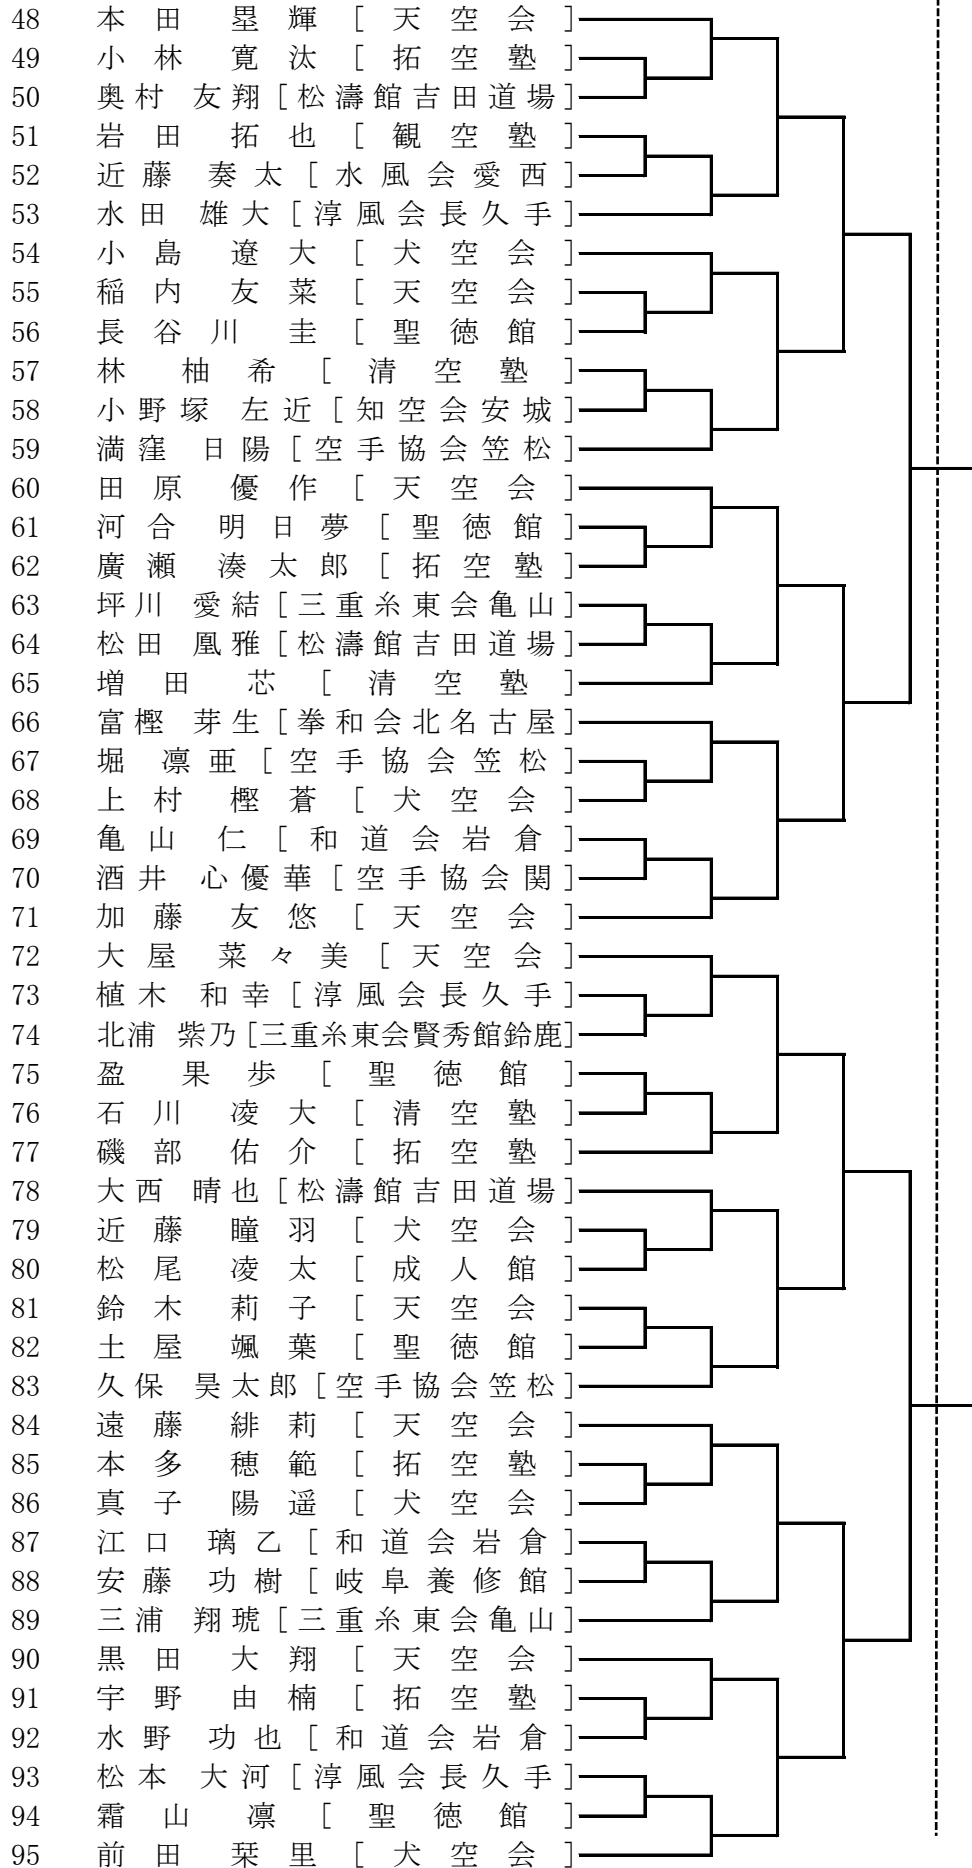 48 本田 塁輝 [天空会]
49 小林 寛汰 [拓空塾]
50 奥村 友翔 [松濤館吉田道場]
51 岩田 拓也 [観空塾]
52 近藤 奏太 [水風会愛西]
53 水田 雄大 [淳風会長久手]
54 小島 遼大 [犬空会]
55 稲内 友菜 [天空会]
56 長谷川 圭 [聖徳館]
57 林 柚希 [清空塾]
58 小野塚 左近 [知空会安城]
59 満窪 日陽 [空手協会笠松]
60 田原 優作 [天空会]
61 河合 明日夢 [聖徳館]
62 廣瀬 湊太郎 [拓空塾]
63 坪川 愛結 [三重糸東会亀山]
64 松田 凰雅 [松濤館吉田道場]
65 増田 芯 [清空塾]
66 富樫 芽生 [拳和会北名古屋]
67 堀 凛亜 [空手協会笠松]
68 上村 樫蒼 [犬空会]
69 亀山 仁 [和道会岩倉]
70 酒井 心優華 [空手協会関]
71 加藤 友悠 [天空会]
72 大屋 菜々美 [天空会]
73 植木 和幸 [淳風会長久手]
74 北浦 紫乃 [三重糸東会賢秀館鈴鹿]
75 盈 果歩 [聖徳館]
76 石川 凌大 [清空塾]
77 磯部 佑介 [拓空塾]
78 大西 晴也 [松濤館吉田道場]
79 近藤 瞳羽 [犬空会]
80 松尾 凌太 [成人館]
81 鈴木 莉子 [天空会]
82 土屋 颯葉 [聖徳館]
83 久保 昊太郎 [空手協会笠松]
84 遠藤 緋莉 [天空会]
85 本多 穂範 [拓空塾]
86 真子 陽遥 [犬空会]
87 江口 璃乙 [和道会岩倉]
88 安藤 功樹 [岐阜養修館]
89 三浦 翔琥 [三重糸東会亀山]
90 黒田 大翔 [天空会]
91 宇野 由楠 [拓空塾]
92 水野 功也 [和道会岩倉]
93 松本 大河 [淳風会長久手]
94 霜山 凛 [聖徳館]
95 前田 栞里 [犬空会]